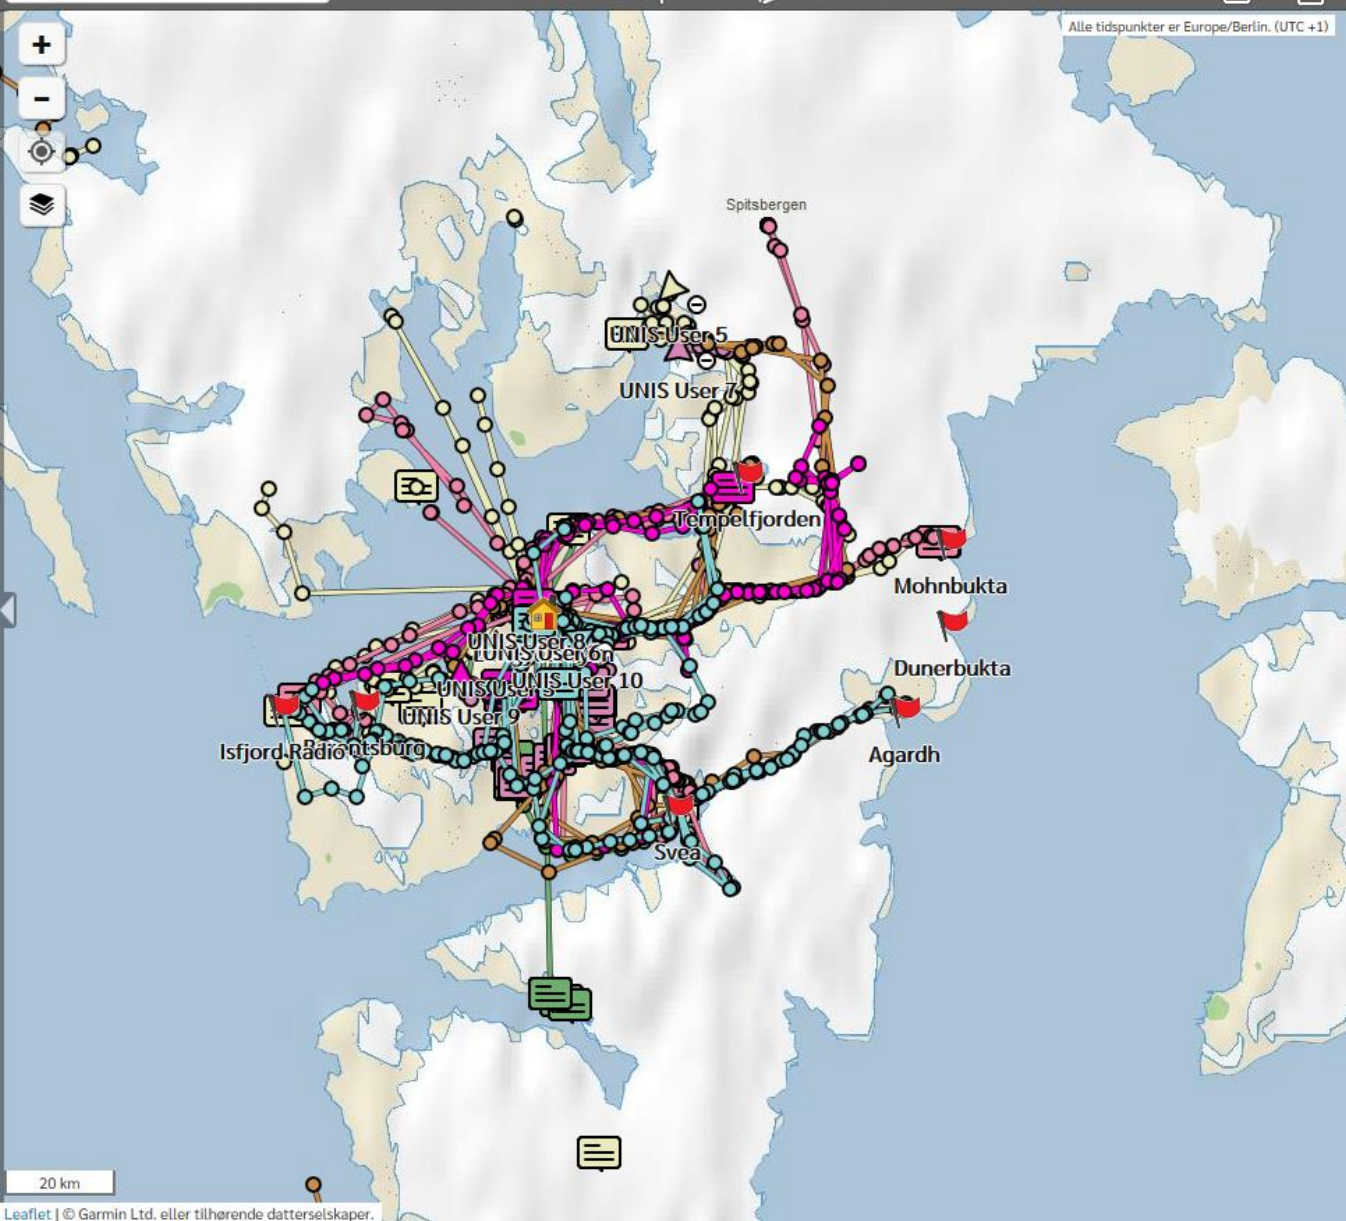 Alle tidspunkter er Europe/Berlin. (UTC +1)
+
−
Spitsbergen
UNIS User 5
UNIS User 7
Tempelfjorden
Mohnbukta
Dunerbukta
UNIS User 8
UNIS User 10
UNIS User
UNIS User 9
Isfjord Radio
Barentsburg
Agardh
Svea
20 km
Leaflet | © Garmin Ltd. eller tilhørende datterselskaper.